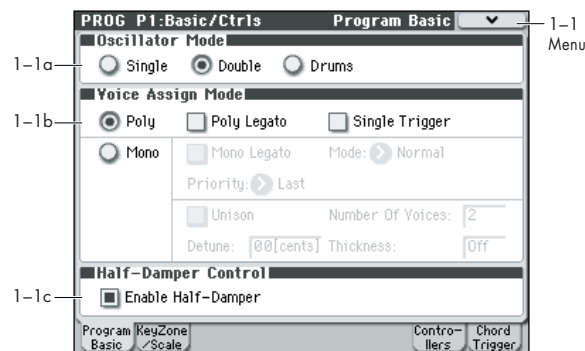 PROG P1:Basic/Ctrls Program Basic
1-1
Menu
Oscillator Mode
1-1a
Single Double Drums
Voice Assign Mode
1-1b
Poly Poly Legato Single Trigger
Mono Mono Legato Mode: Normal
Priority: Last
Unison Number Of Voices: 2
Detune: 00[cents] Thickness: Off
Half-Damper Control
1-1c
Enable Half-Damper
Program KeyZone Contro- Chord
Basic /Scale llers Trigger